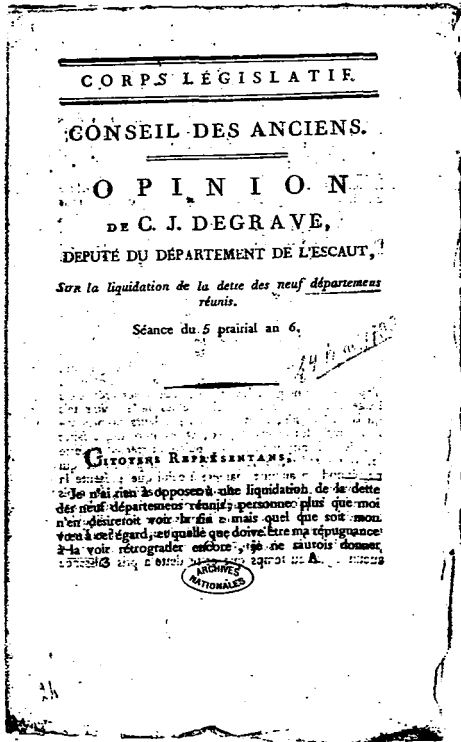 CORPS LÉGISLATIF.
CONSEIL DES ANCIENS.
OPINION
DE C. J. DEGRAVE,
DEPUTÉ DU DÉPARTEMENT DE L'ESCAUT,
SUR la liquidation de la dette des neuf départemens
réunis.
Séance du 5 prairial an 6.
CITOYENS REPRÉSENTANS,
Je n'ai rien à opposer à une liquidation de la dette
des neuf départemens réunis; personne plus que moi
n'en désireroit voir la fin : mais quel que soit mon
vœu à cet égard, et quelle que doive être ma répugnance
à la voir rétrograder encore, je ne saurois donner
A
ARCHIVES
NATIONALES